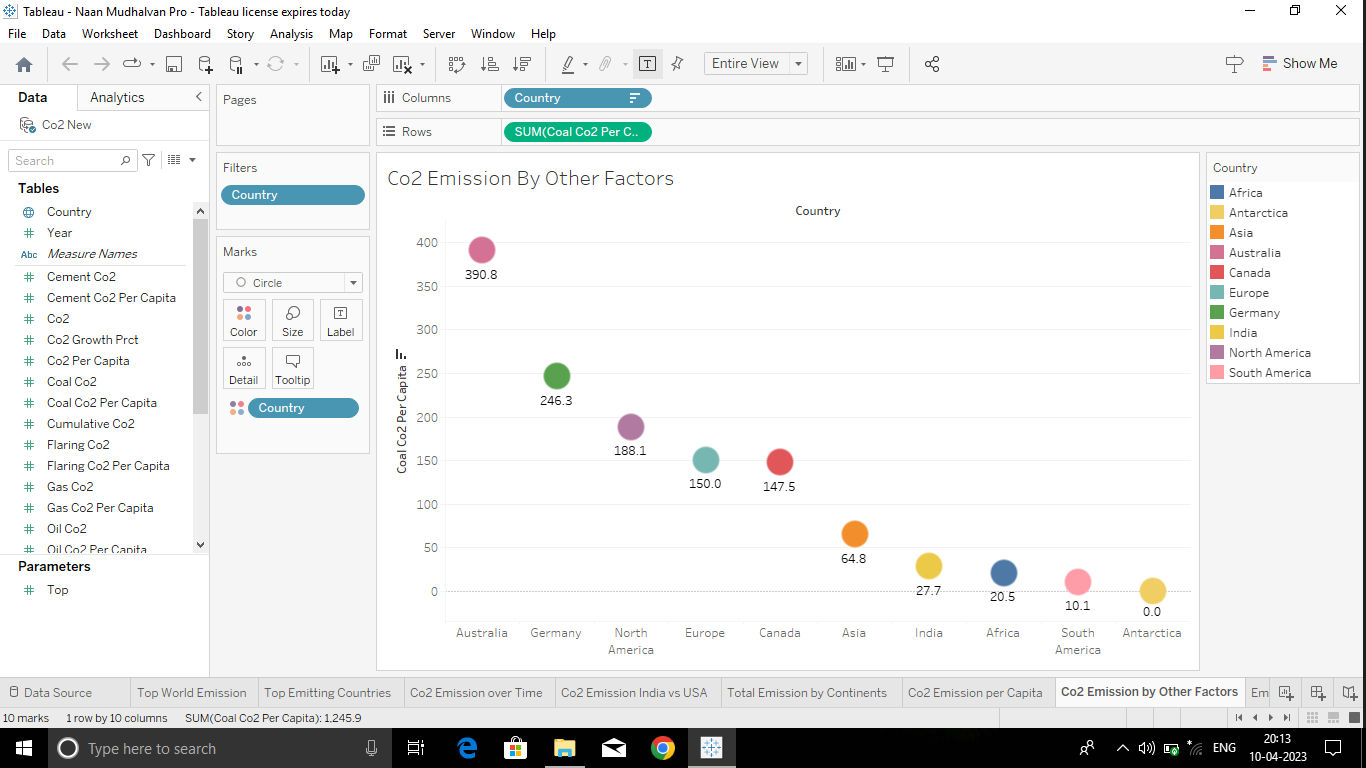 Tableau - Naan Mudhalvan Pro - Tableau license expires today
File Data Worksheet Dashboard Story Analysis Map Format Server Window Help
Entire View
Show Me
Data Analytics
Pages
Columns Country
Co2 New
Rows SUM(Coal Co2 Per C..
Search
Filters
Country
Tables
Country
Year
Abc Measure Names
Cement Co2
Cement Co2 Per Capita
Co2
Co2 Growth Prct
Co2 Per Capita
Coal Co2
Coal Co2 Per Capita
Cumulative Co2
Flaring Co2
Flaring Co2 Per Capita
Gas Co2
Gas Co2 Per Capita
Oil Co2
Oil Co2 Per Capita
Parameters
Top
Marks
Circle
Color Size Label
Detail Tooltip
Country
Co2 Emission By Other Factors
Country
Coal Co2 Per Capita
400
350
300
250
200
150
100
50
0
390.8
246.3
188.1
150.0
147.5
64.8
27.7
20.5
10.1
0.0
Australia Germany North America Europe Canada Asia India Africa South America Antarctica
Country
Africa
Antarctica
Asia
Australia
Canada
Europe
Germany
India
North America
South America
Data Source Top World Emission Top Emitting Countries Co2 Emission over Time Co2 Emission India vs USA Total Emission by Continents Co2 Emission per Capita Co2 Emission by Other Factors Em
10 marks 1 row by 10 columns SUM(Coal Co2 Per Capita): 1,245.9
Type here to search
ENG
20:13
10-04-2023